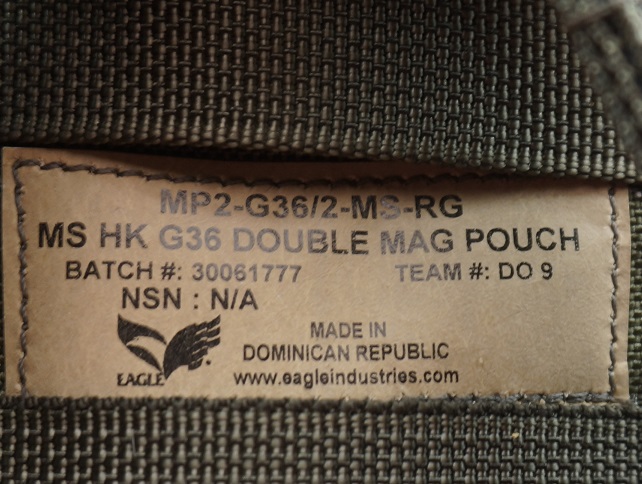 MP2-G36/2-MS-RG
MS HK G36 DOUBLE MAG POUCH
BATCH #: 30061777 TEAM #: DO 9
NSN : N/A
MADE IN
DOMINICAN REPUBLIC
EAGLE www.eagleindustries.com